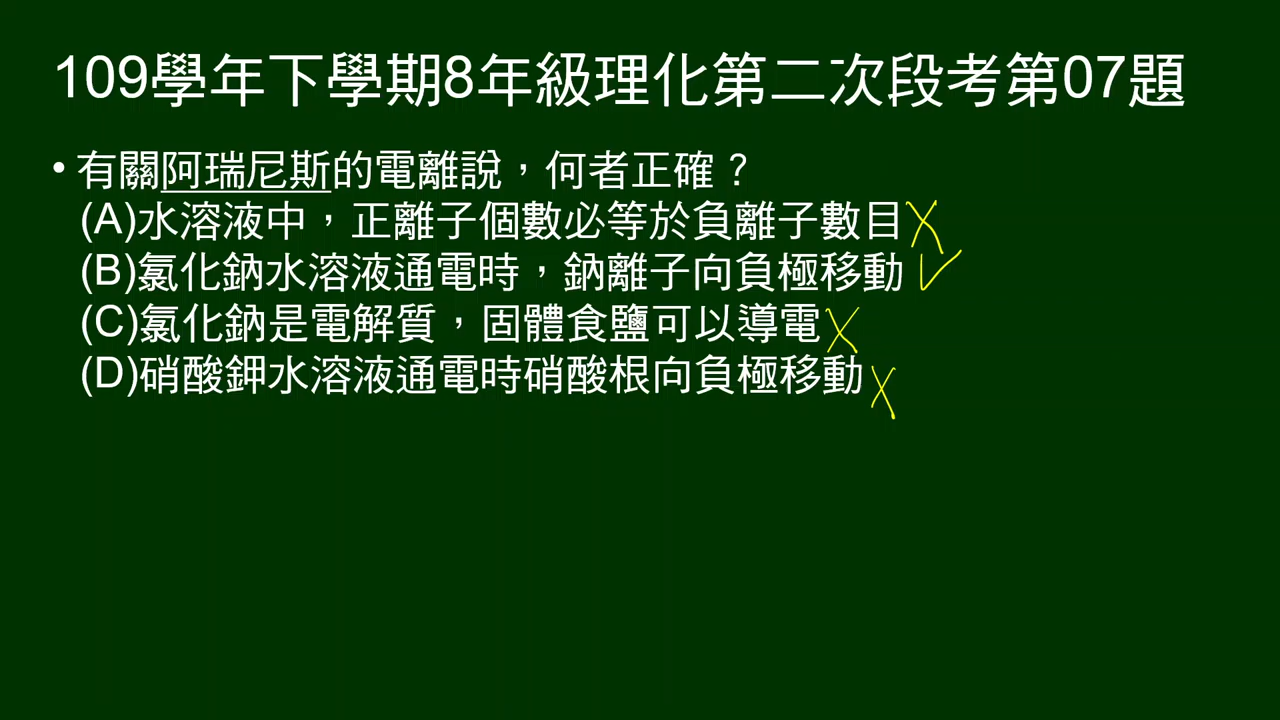 109學年下學期8年級理化第二次段考第07題
• 有關阿瑞尼斯的電離說，何者正確？
(A)水溶液中，正離子個數必等於負離子數目 X
(B)氯化鈉水溶液通電時，鈉離子向負極移動 ✓
(C)氯化鈉是電解質，固體食鹽可以導電 X
(D)硝酸鉀水溶液通電時硝酸根向負極移動 X